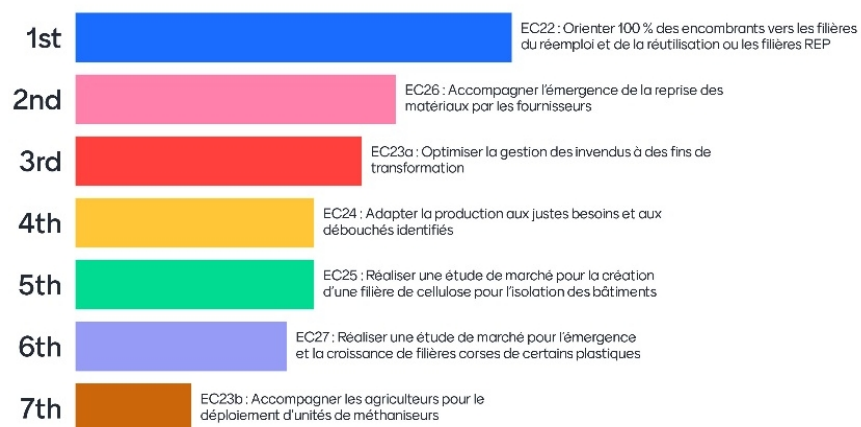 1st
EC22 : Orienter 100 % des encombrants vers les filières
du réemploi et de la réutilisation ou les filières REP
2nd
EC26 : Accompagner l'émergence de la reprise des
matériaux par les fournisseurs
3rd
EC23a : Optimiser la gestion des invendus à des fins de
transformation
4th
EC24 : Adapter la production aux justes besoins et aux
débouchés identifiés
5th
EC25 : Réaliser une étude de marché pour la création
d'une filière de cellulose pour l'isolation des bâtiments
6th
EC27 : Réaliser une étude de marché pour l'émergence
et la croissance de filières corses de certains plastiques
7th
EC23b : Accompagner les agriculteurs pour le
déploiement d'unités de méthaniseurs